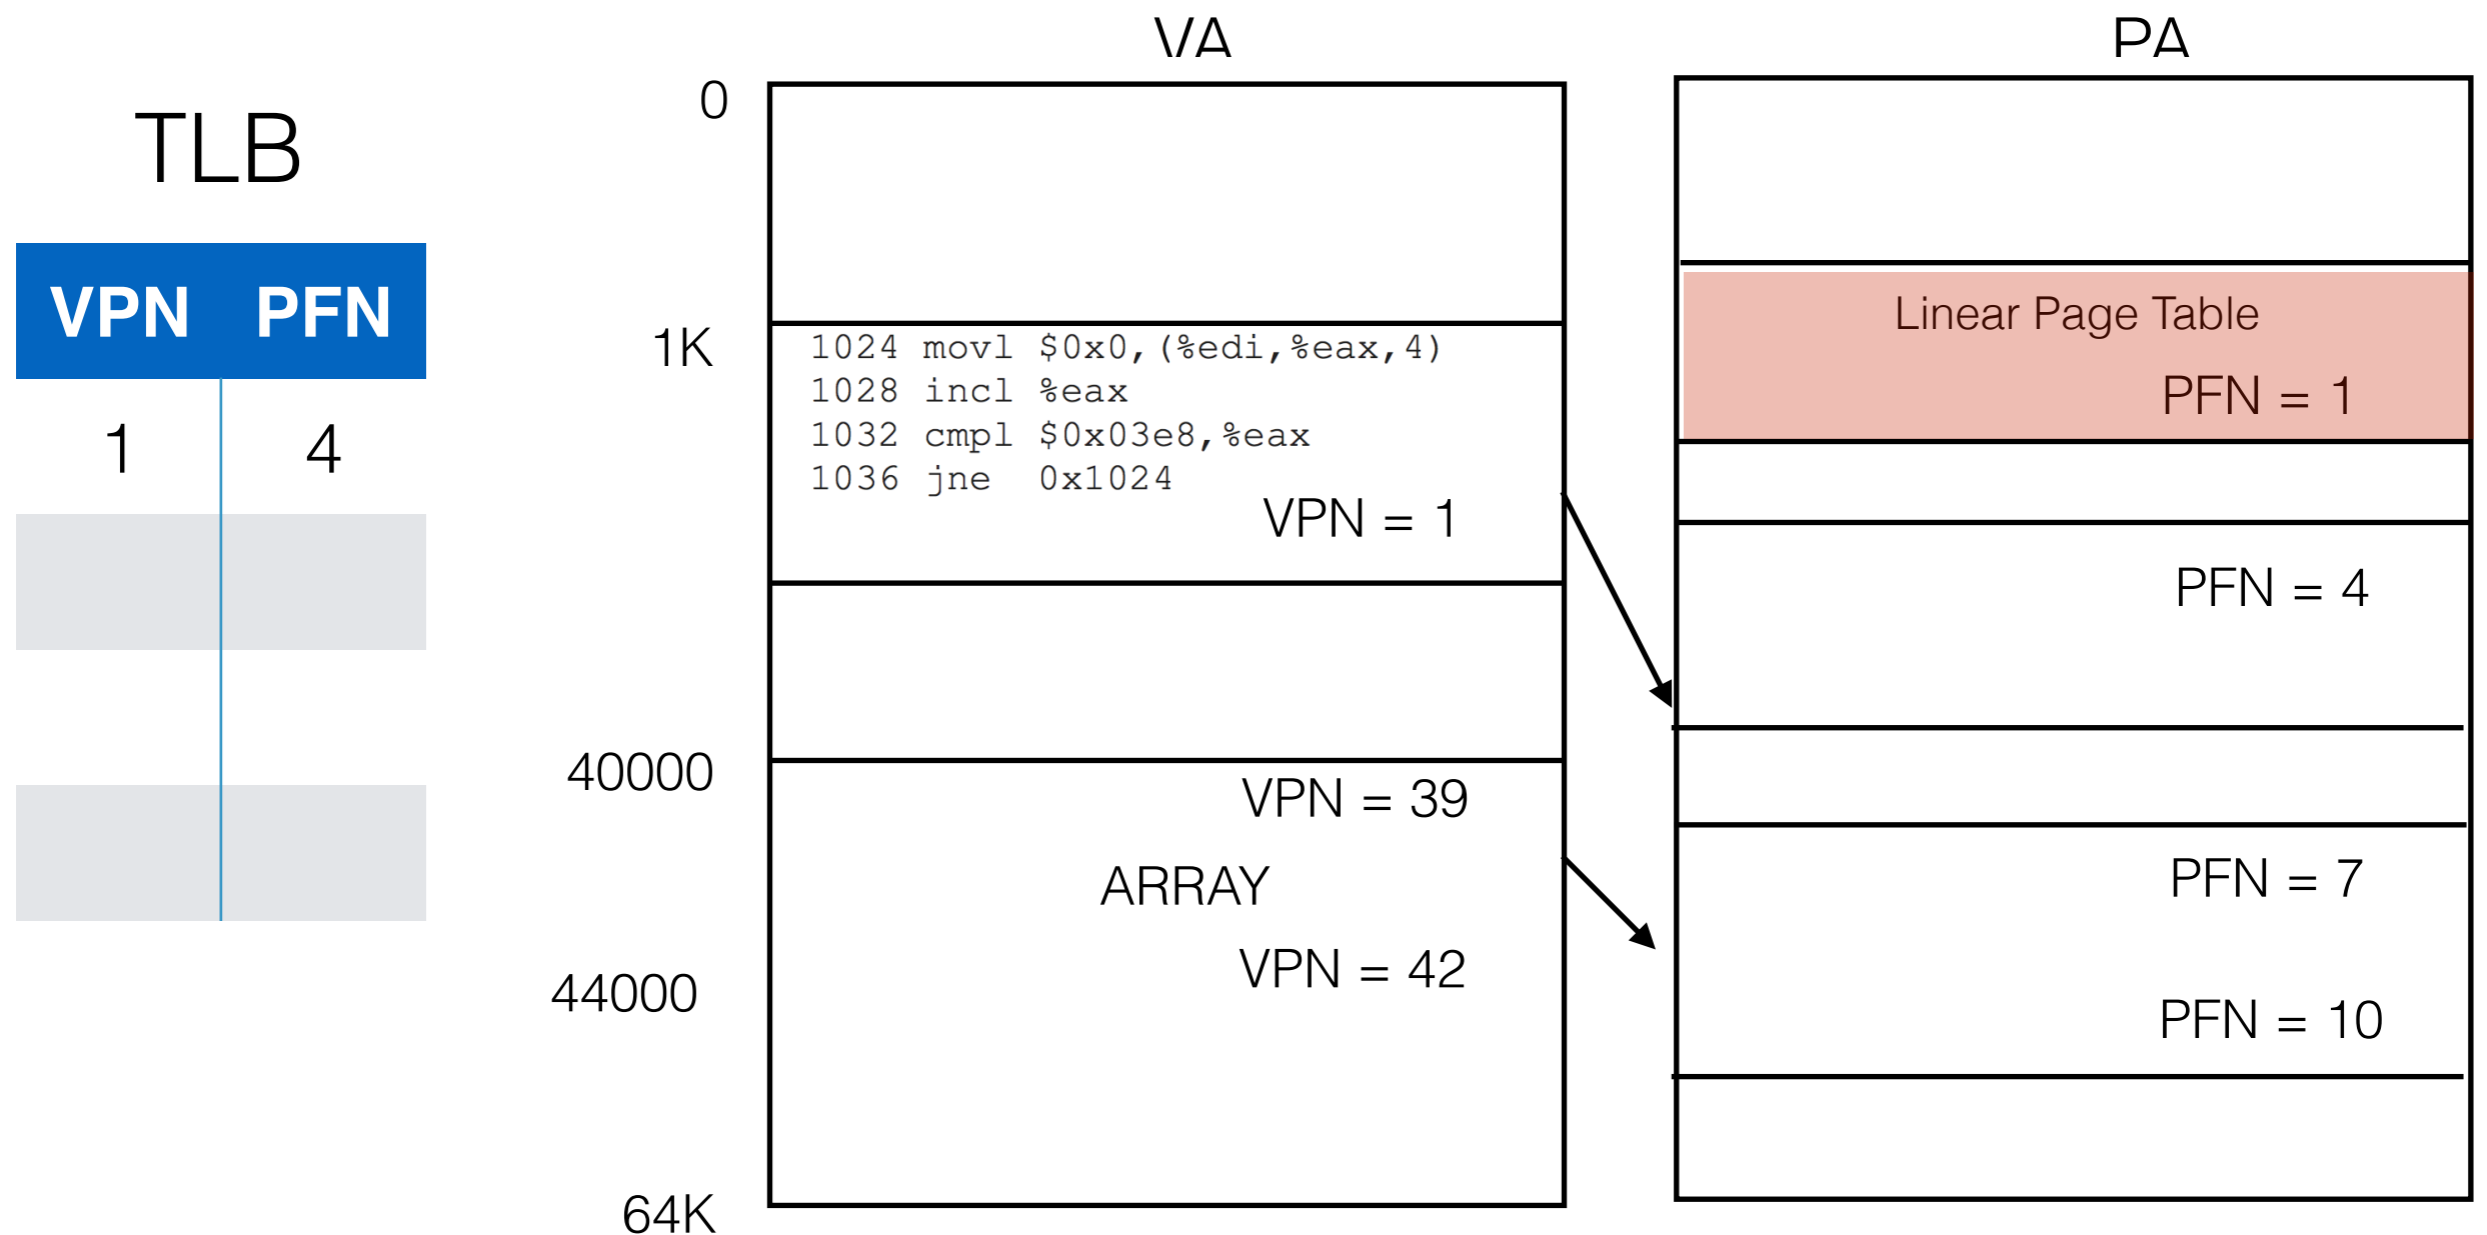 TLB
VPN PFN
1 4
VA
0
1K
1024 movl $0x0,(%edi,%eax,4)
1028 incl %eax
1032 cmpl $0x03e8,%eax
1036 jne 0x1024
VPN = 1
40000
VPN = 39
ARRAY
VPN = 42
44000
64K
PA
Linear Page Table
PFN = 1
PFN = 4
PFN = 7
PFN = 10